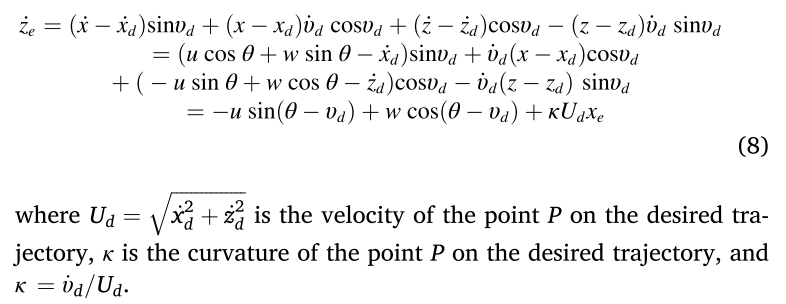 ż_e = (ẋ − ẋ_d)sinυ_d + (x − x_d)υ̇_d cosυ_d + (ż − ż_d)cosυ_d − (z − z_d)υ̇_d sinυ_d
= (u cos θ + w sin θ − ẋ_d)sinυ_d + υ̇_d(x − x_d)cosυ_d
+ ( − u sin θ + w cos θ − ż_d)cosυ_d − υ̇_d(z − z_d) sinυ_d
= −u sin(θ − υ_d) + w cos(θ − υ_d) + κU_dx_e
(8)
where U_d = √(ẋ_d² + ż_d²) is the velocity of the point P on the desired tra-
jectory, κ is the curvature of the point P on the desired trajectory, and
κ = υ̇_d/U_d.